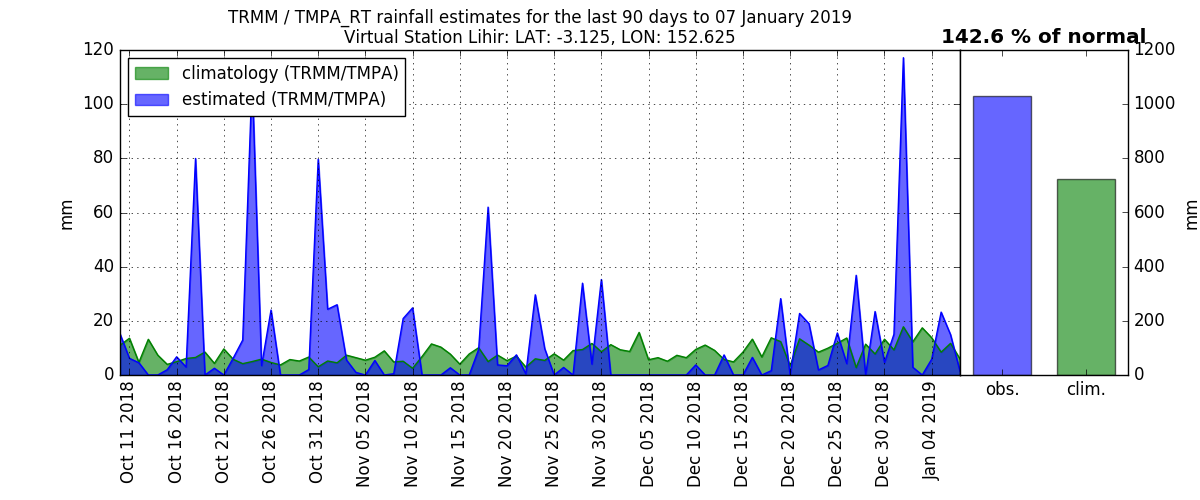 TRMM / TMPA_RT rainfall estimates for the last 90 days to 07 January 2019
Virtual Station Lihir: LAT: -3.125, LON: 152.625
142.6 % of normal
climatology (TRMM/TMPA)
estimated (TRMM/TMPA)
120
100
80
60
40
20
0
mm
1200
1000
800
600
400
200
0
mm
Oct 11 2018
Oct 16 2018
Oct 21 2018
Oct 26 2018
Oct 31 2018
Nov 05 2018
Nov 10 2018
Nov 15 2018
Nov 20 2018
Nov 25 2018
Nov 30 2018
Dec 05 2018
Dec 10 2018
Dec 15 2018
Dec 20 2018
Dec 25 2018
Dec 30 2018
Jan 04 2019
obs.
clim.